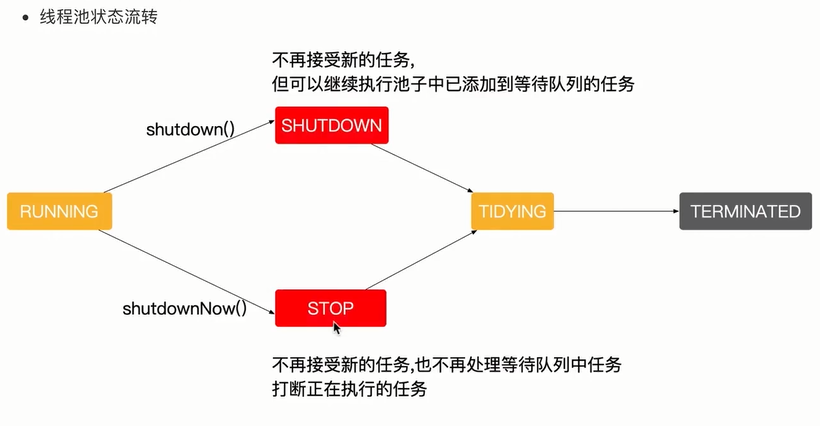 线程池状态流转
不再接受新的任务,
但可以继续执行池子中已添加到等待队列的任务
shutdown()
SHUTDOWN
RUNNING
TIDYING
TERMINATED
shutdownNow()
STOP
不再接受新的任务,也不再处理等待队列中任务
打断正在执行的任务